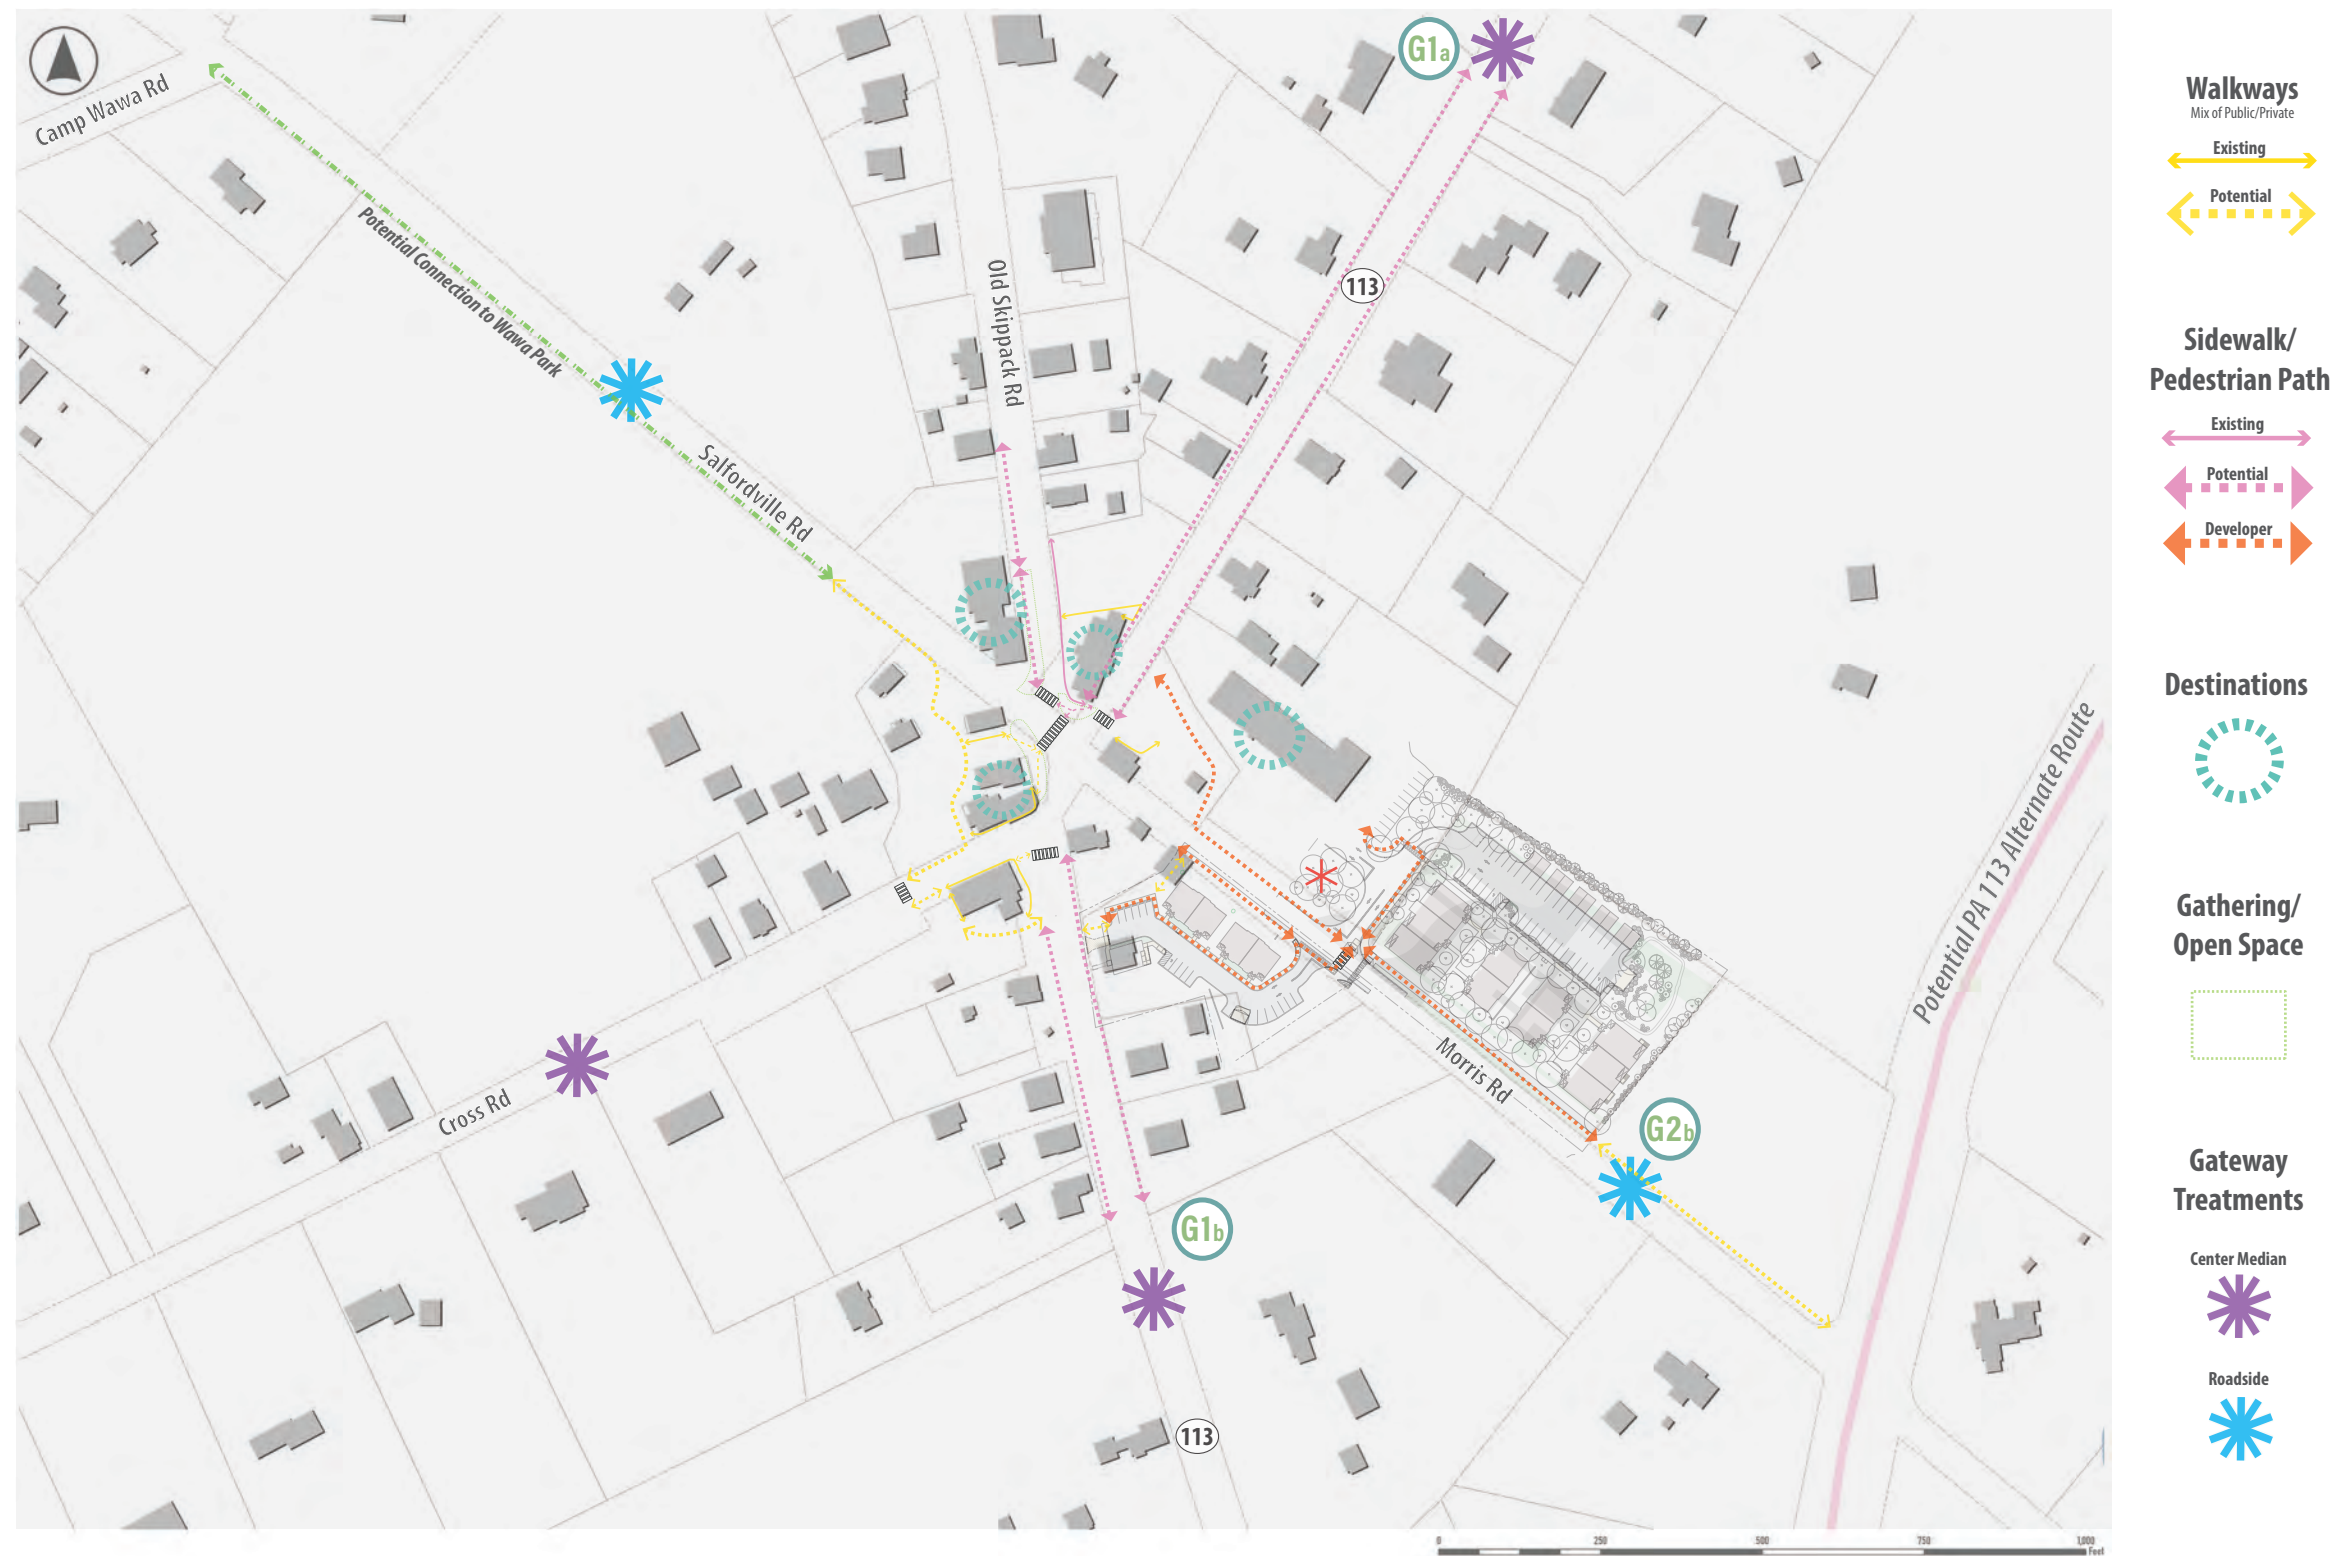 G1a
Camp Wawa Rd
Potential Connection to Wawa Park
Old Skippack Rd
113
Salfordville Rd
Potential PA 113 Alternate Route
Morris Rd
Cross Rd
G2b
G1b
113
0 250 500 750 1,000
Feet
Walkways
Mix of Public/Private
Existing
Potential
Sidewalk/
Pedestrian Path
Existing
Potential
Developer
Destinations
Gathering/
Open Space
Gateway
Treatments
Center Median
Roadside